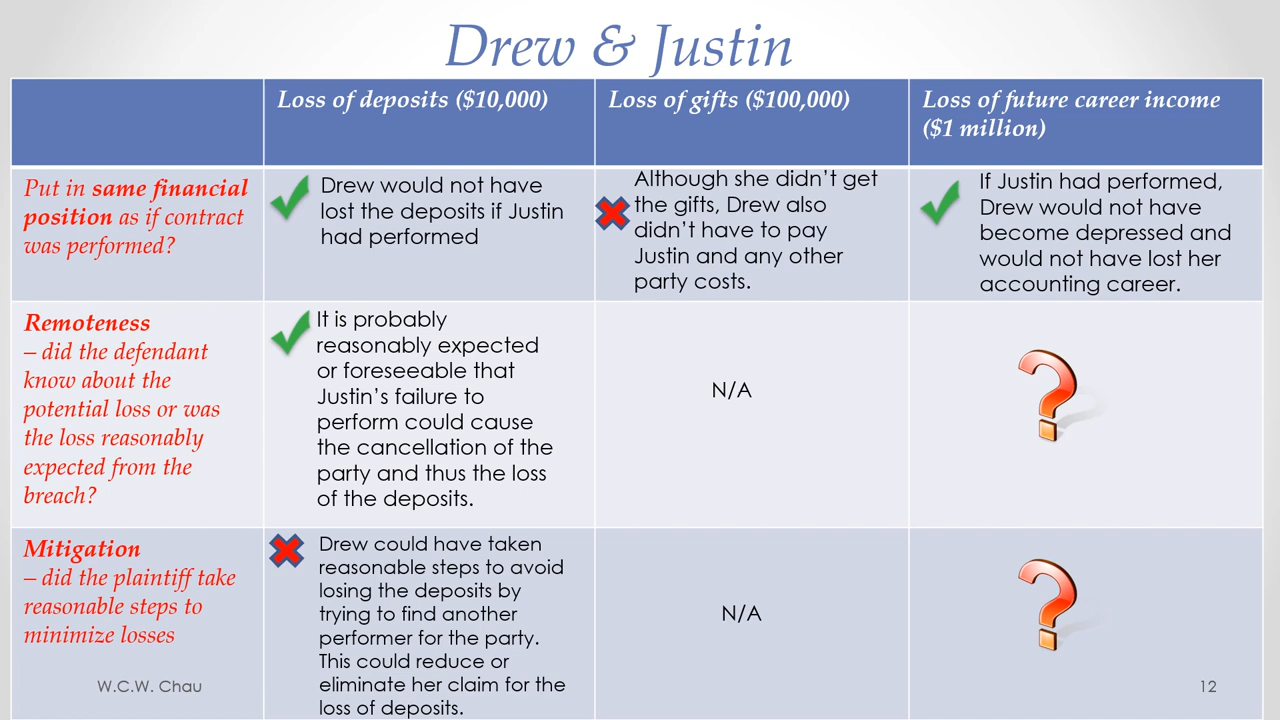 Drew & Justin
Loss of deposits ($10,000)
Loss of gifts ($100,000)
Loss of future career income
($1 million)
Put in same financial
position as if contract
was performed?
Drew would not have
lost the deposits if Justin
had performed
Although she didn't get
the gifts, Drew also
didn't have to pay
Justin and any other
party costs.
If Justin had performed,
Drew would not have
become depressed and
would not have lost her
accounting career.
Remoteness
– did the defendant
know about the
potential loss or was
the loss reasonably
expected from the
breach?
It is probably
reasonably expected
or foreseeable that
Justin's failure to
perform could cause
the cancellation of the
party and thus the loss
of the deposits.
N/A
?
Mitigation
– did the plaintiff take
reasonable steps to
minimize losses
Drew could have taken
reasonable steps to avoid
losing the deposits by
trying to find another
performer for the party.
This could reduce or
eliminate her claim for the
loss of deposits.
N/A
?
W.C.W. Chau
12